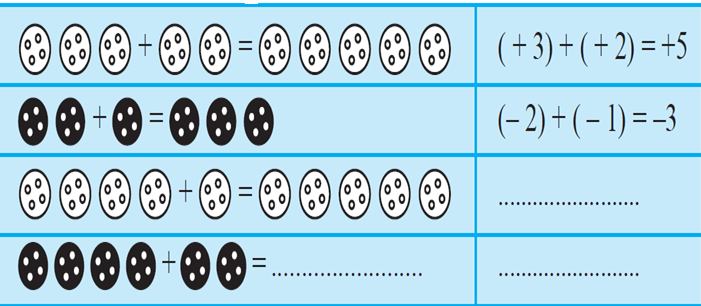 + = (+3) + (+2) = +5
+ = (–2) + (–1) = –3
+ = ........................
+ = ......................... ........................